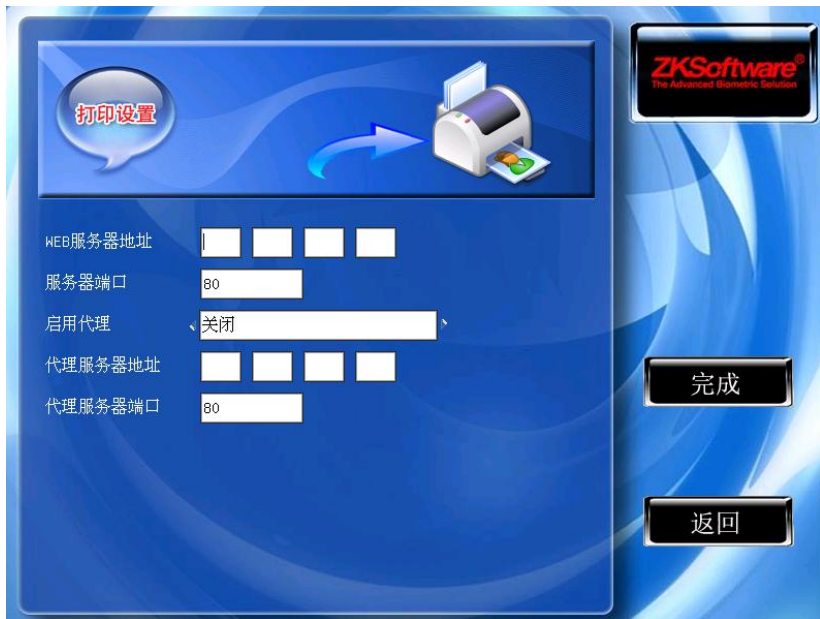 打印设置
ZKSoftware®
The Advanced Biometric Solution
WEB服务器地址
服务器端口 80
启用代理 关闭
代理服务器地址
代理服务器端口 80
完成
返回